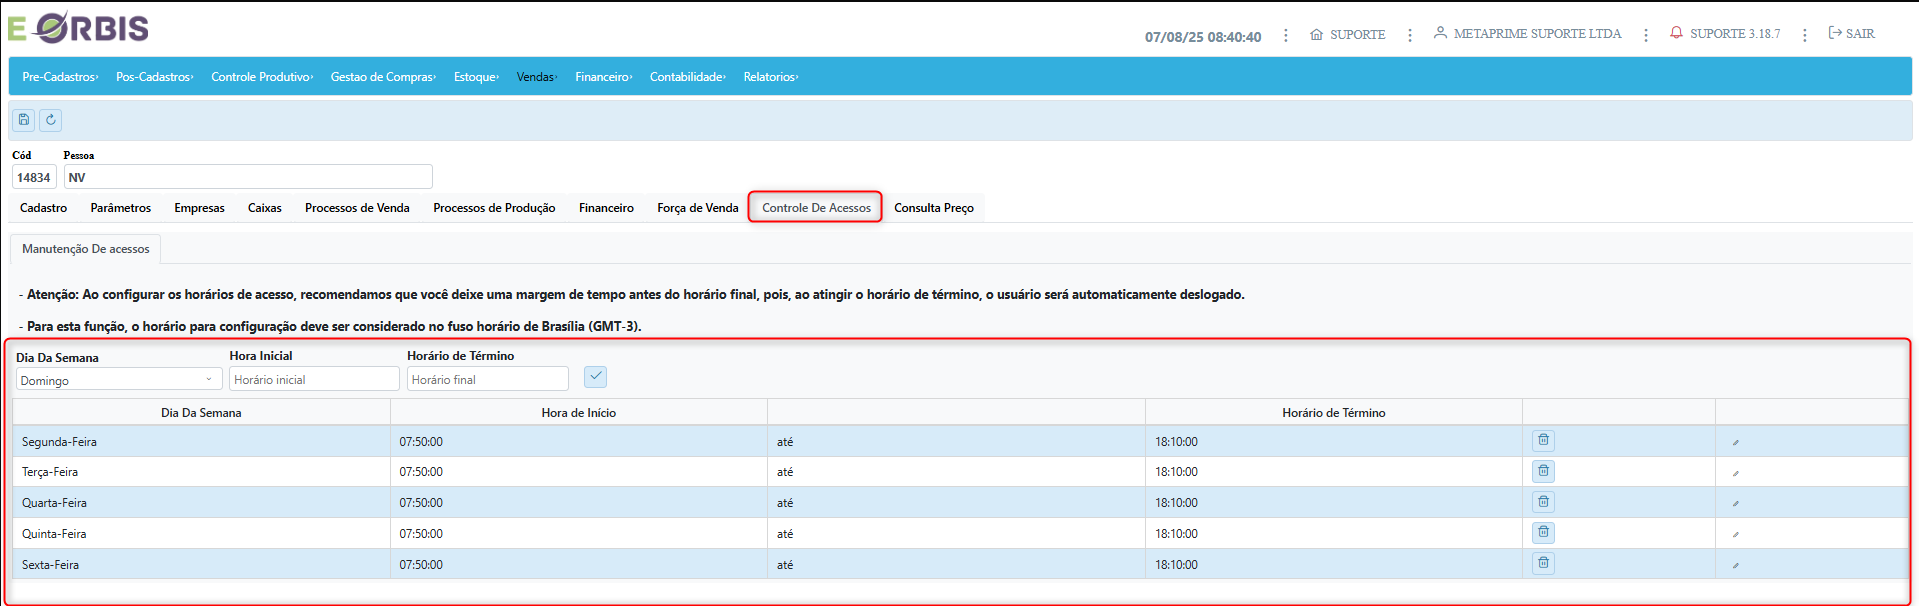 E ORBIS
07/08/25 08:40:40 SUPORTE METAPRIME SUPORTE LTDA SUPORTE 3.18.7 SAIR
Pre-Cadastros Pos-Cadastros Controle Produtivo Gestao de Compras Estoque Vendas Financeiro Contabilidade Relatorios
Cód Pessoa
14834 NV
Cadastro Parâmetros Empresas Caixas Processos de Venda Processos de Produção Financeiro Força de Venda Controle De Acessos Consulta Preço
Manutenção De acessos
- Atenção: Ao configurar os horários de acesso, recomendamos que você deixe uma margem de tempo antes do horário final, pois, ao atingir o horário de término, o usuário será automaticamente deslogado.
- Para esta função, o horário para configuração deve ser considerado no fuso horário de Brasília (GMT-3).
Dia Da Semana Hora Inicial Horário de Término
Domingo Horário inicial Horário final
Dia Da Semana Hora de Início Horário de Término
Segunda-Feira 07:50:00 até 18:10:00
Terça-Feira 07:50:00 até 18:10:00
Quarta-Feira 07:50:00 até 18:10:00
Quinta-Feira 07:50:00 até 18:10:00
Sexta-Feira 07:50:00 até 18:10:00